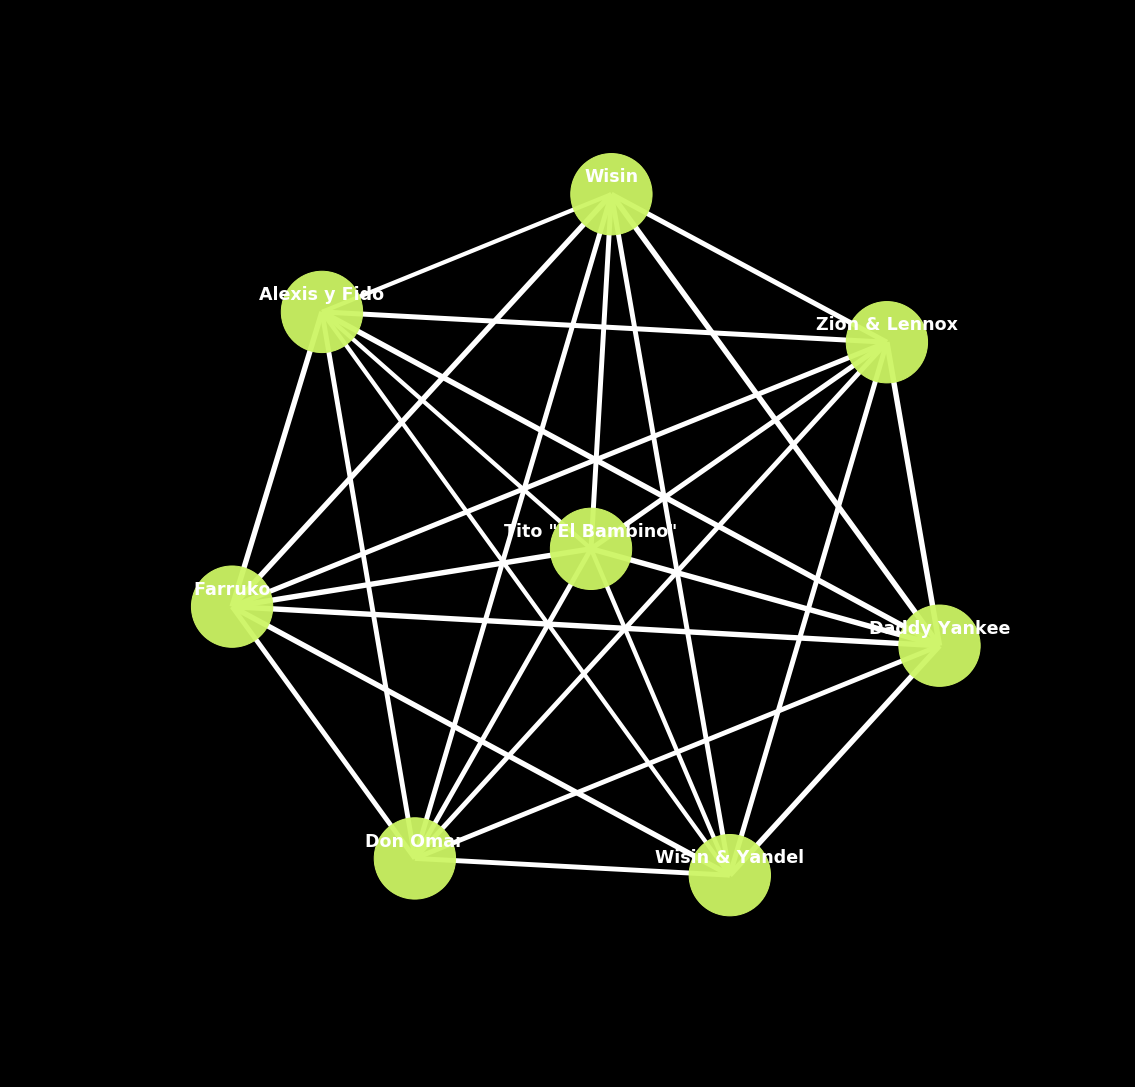 Wisin
Alexis y Fido
Zion & Lennox
Tito "El Bambino"
Farruko
Daddy Yankee
Don Omar
Wisin & Yandel